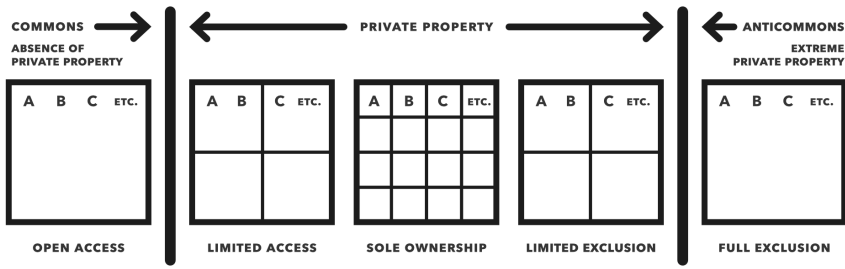 COMMONS
PRIVATE PROPERTY
ANTICOMMONS
ABSENCE OF
PRIVATE PROPERTY
EXTREME
PRIVATE PROPERTY
A B C ETC.
A B C ETC.
A B C ETC.
A B C ETC.
A B C ETC.
OPEN ACCESS
LIMITED ACCESS
SOLE OWNERSHIP
LIMITED EXCLUSION
FULL EXCLUSION